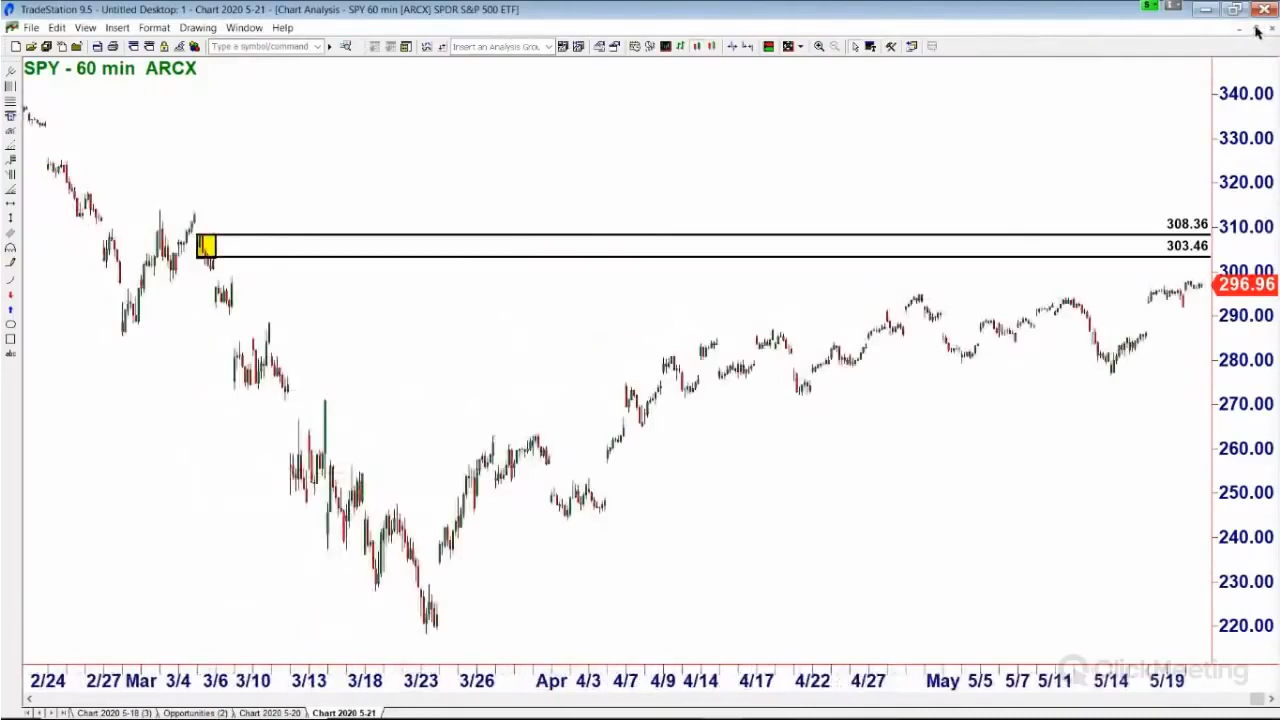 TradeStation 9.5 - Untitled Desktop: 1 - Chart 2020 5-21 - [Chart Analysis - SPY 60 min [ARCX] SPDR S&P 500 ETF]
File Edit View Insert Format Drawing Window Help
Type a symbol/command Insert an Analysis Grou
SPY - 60 min ARCX
340.00
330.00
320.00
310.00
308.36
303.46
300.00
296.96
290.00
280.00
270.00
260.00
250.00
240.00
230.00
220.00
ClickMeeting
2/24 2/27 Mar 3/4 3/6 3/10 3/13 3/18 3/23 3/26 Apr 4/3 4/7 4/9 4/14 4/17 4/22 4/27 May 5/5 5/7 5/11 5/14 5/19
Chart 2020 5-18 (3) Opportunities (2) Chart 2020 5-20 Chart 2020 5-21